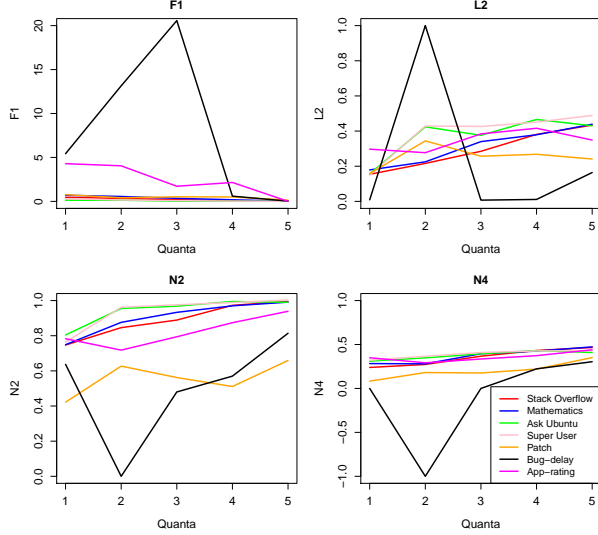 F1
L2
F1
0
5
10
15
20
1 2 3 4 5
Quanta
L2
0.0
0.2
0.4
0.6
0.8
1.0
1 2 3 4 5
Quanta
N2
N4
N2
0.0
0.2
0.4
0.6
0.8
1.0
1 2 3 4 5
Quanta
N4
−1.0
−0.5
0.0
0.5
1.0
1 2 3 4 5
Quanta
Stack Overflow
Mathematics
Ask Ubuntu
Super User
Patch
Bug−delay
App−rating